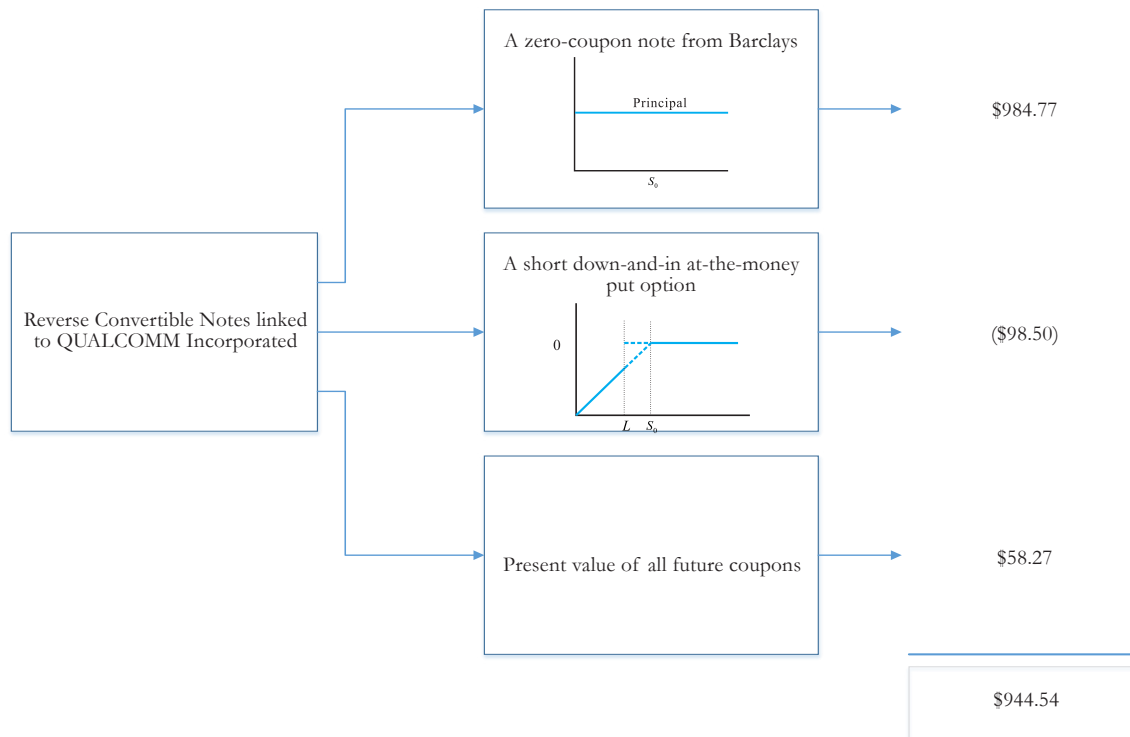 A zero-coupon note from Barclays
Principal
S₀
$984.77
Reverse Convertible Notes linked
to QUALCOMM Incorporated
A short down-and-in at-the-money
put option
0
L S₀
($98.50)
Present value of all future coupons
$58.27
$944.54